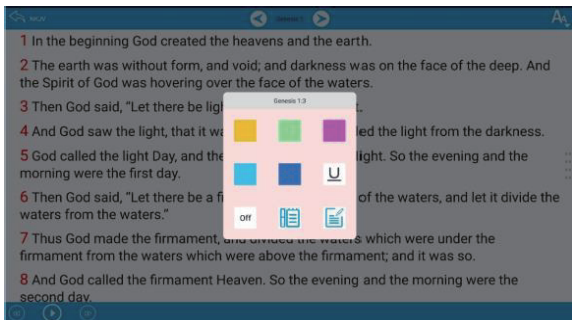 MKJV
Genesis 1
1 In the beginning God created the heavens and the earth.
2 The earth was without form, and void; and darkness was on the face of the deep. And
the Spirit of God was hovering over the face of the waters.
3 Then God said, “Let there be
4 And God saw the light, that it the light from the darkness.
5 God called the light Day, and the So the evening and the
morning were the first day.
6 Then God said, “Let there be a of the waters, and let it divide the
waters from the waters.”
7 Thus God made the firmament, and divided the waters which were under the
firmament from the waters which were above the firmament; and it was so.
8 And God called the firmament Heaven. So the evening and the morning were the
second day.
Genesis 1:3
U
Off